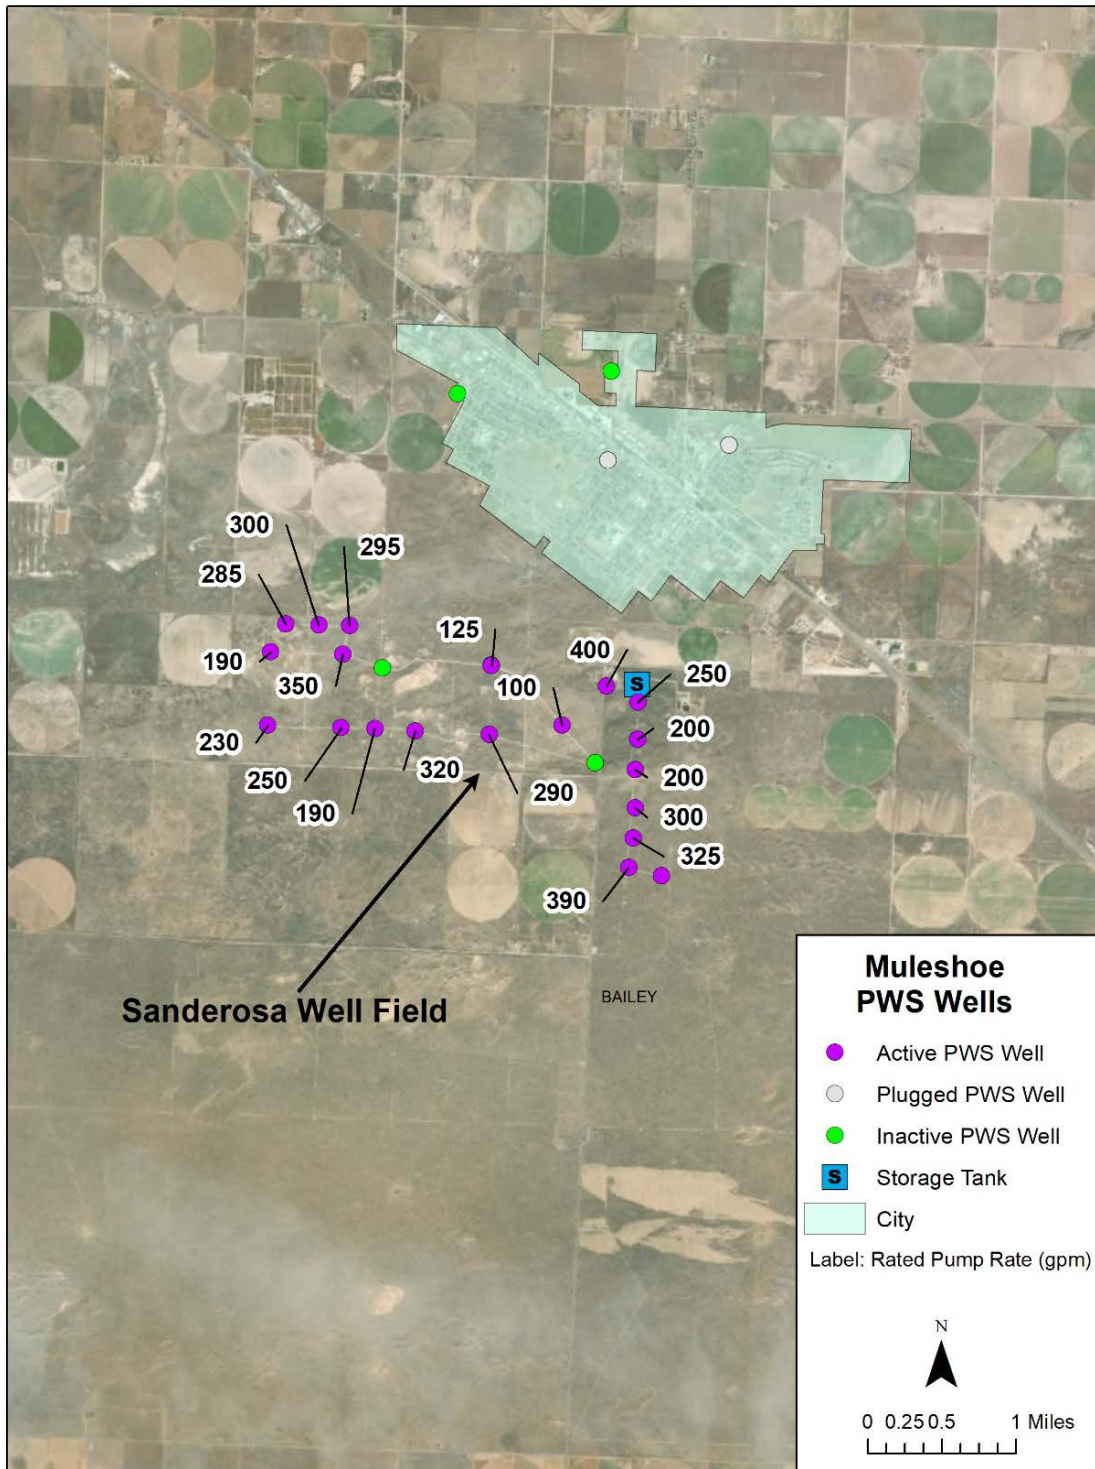 300
295
285
125
400
250
190
350
100
200
230
250
320
200
290
190
300
325
390
BAILEY
Sanderosa Well Field
Muleshoe
PWS Wells
Active PWS Well
Plugged PWS Well
Inactive PWS Well
S
S Storage Tank
City
Label: Rated Pump Rate (gpm)
N
0 0.25 0.5 1 Miles